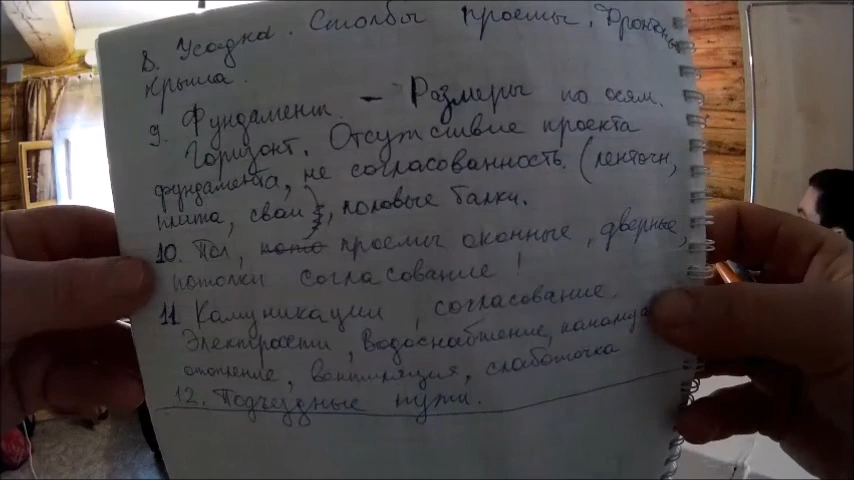 8. Усадка. Столбы проемы. Фронтоны
Крыша.
9. Фундамент. – Размеры по осям.
Горизонт. Отсутствие проекта
фундамента, не согласованность. (ленточн,
плита, сваи), половые балки.
10. Пол, проемы оконные, дверные,
потолки согласование!
11 Камуникации, согласование.
Электросети, Водоснабжение, канализа
отопление, вентиляция, слаботочка
12. Подъездные пути.